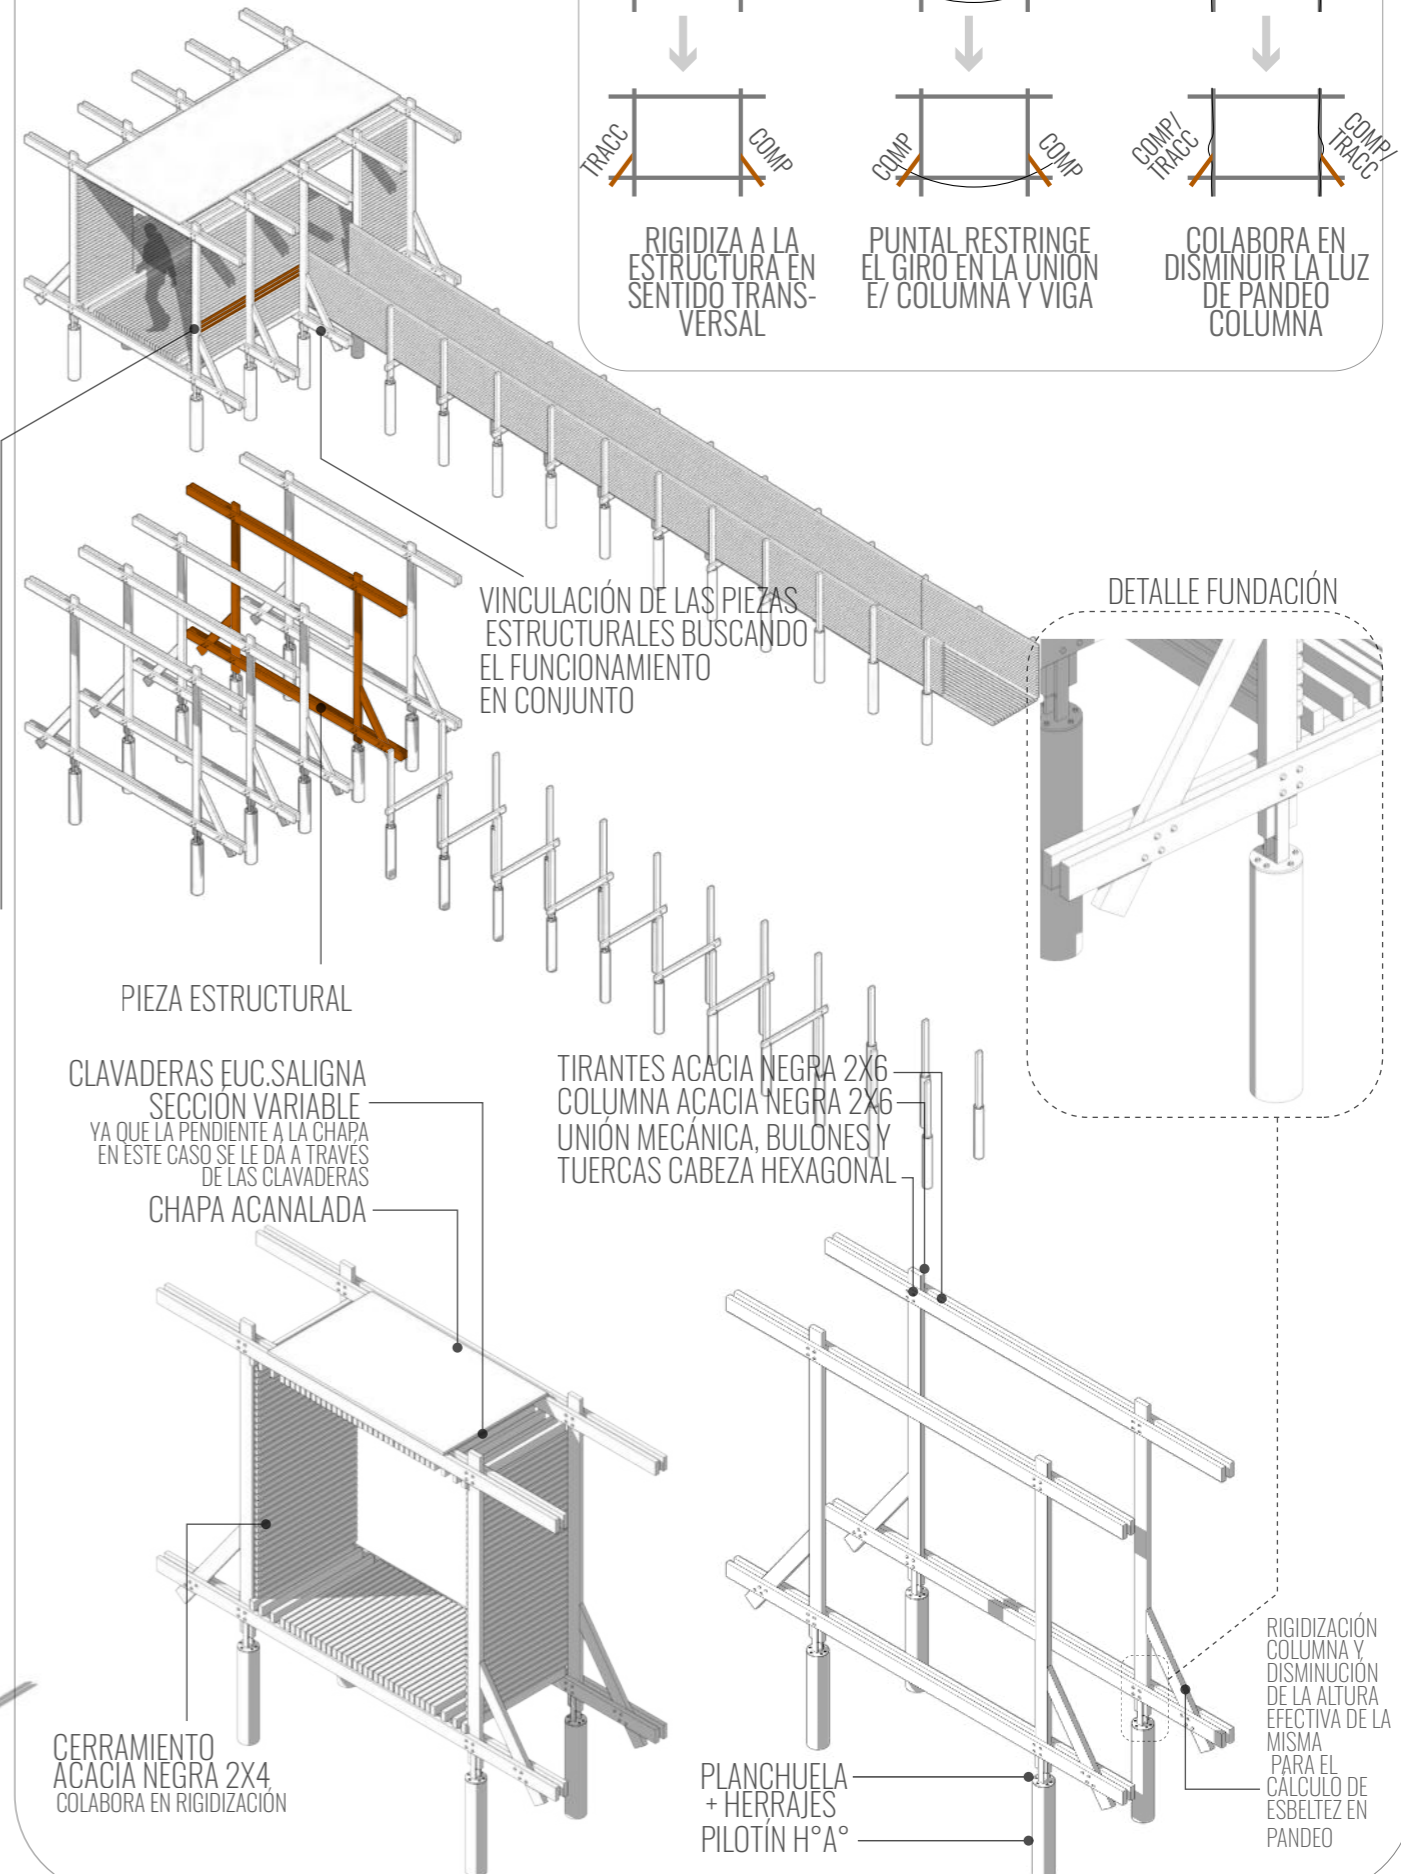 TRACC
COMP
COMP
COMP
COMP/
TRACC
COMP/
TRACC
RIGIDIZA A LA
ESTRUCTURA EN
SENTIDO TRANS-
VERSAL
PUNTAL RESTRINGE
EL GIRO EN LA UNION
E/ COLUMNA Y VIGA
COLABORA EN
DISMINUIR LA LUZ
DE PANDEO
COLUMNA
VINCULACIÓN DE LAS PIEZAS
ESTRUCTURALES BUSCANDO
EL FUNCIONAMIENTO
EN CONJUNTO
DETALLE FUNDACIÓN
PIEZA ESTRUCTURAL
CLAVADERAS EUC.SALIGNA
SECCIÓN VARIABLE
YA QUE LA PENDIENTE A LA CHAPA
EN ESTE CASO SE LE DA A TRAVÉS
DE LAS CLAVADERAS
CHAPA ACANALADA
TIRANTES ACACIA NEGRA 2X6
COLUMNA ACACIA NEGRA 2X6
UNIÓN MECÁNICA, BULONES Y
TUERCAS CABEZA HEXAGONAL
CERRAMIENTO
ACACIA NEGRA 2X4
COLABORA EN RIGIDIZACIÓN
PLANCHUELA
+ HERRAJES
PILOTÍN H°A°
RIGIDIZACIÓN
COLUMNA Y
DISMINUCIÓN
DE LA ALTURA
EFECTIVA DE LA
MISMA
PARA EL
CÁLCULO DE
ESBELTEZ EN
PANDEO